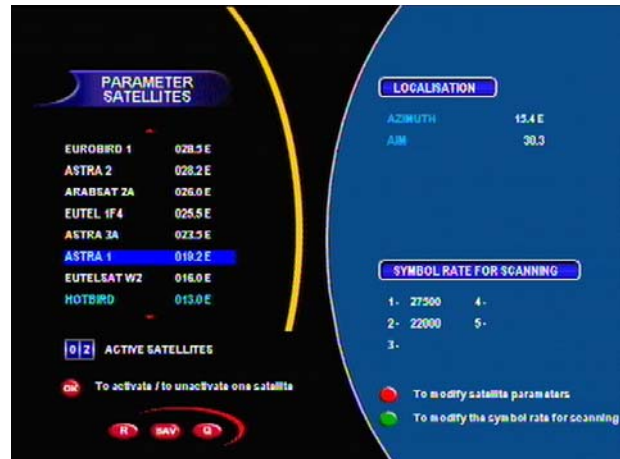 PARAMETER
SATELLITES
EUROBIRD 1 028.5 E
ASTRA 2 028.2 E
ARABSAT 2A 026.0 E
EUTEL 1F4 025.5 E
ASTRA 3A 023.5 E
ASTRA 1 019.2 E
EUTELSAT W2 016.0 E
HOTBIRD 013.0 E
02 ACTIVE SATELLITES
OK To activate / to unactivate one satellite
R SAV Q
LOCALISATION
AZIMUTH 15.4 E
AIM 30.3
SYMBOL RATE FOR SCANNING
1- 27500 4-
2- 22000 5-
3-
To modify satellite parameters
To modify the symbol rate for scanning